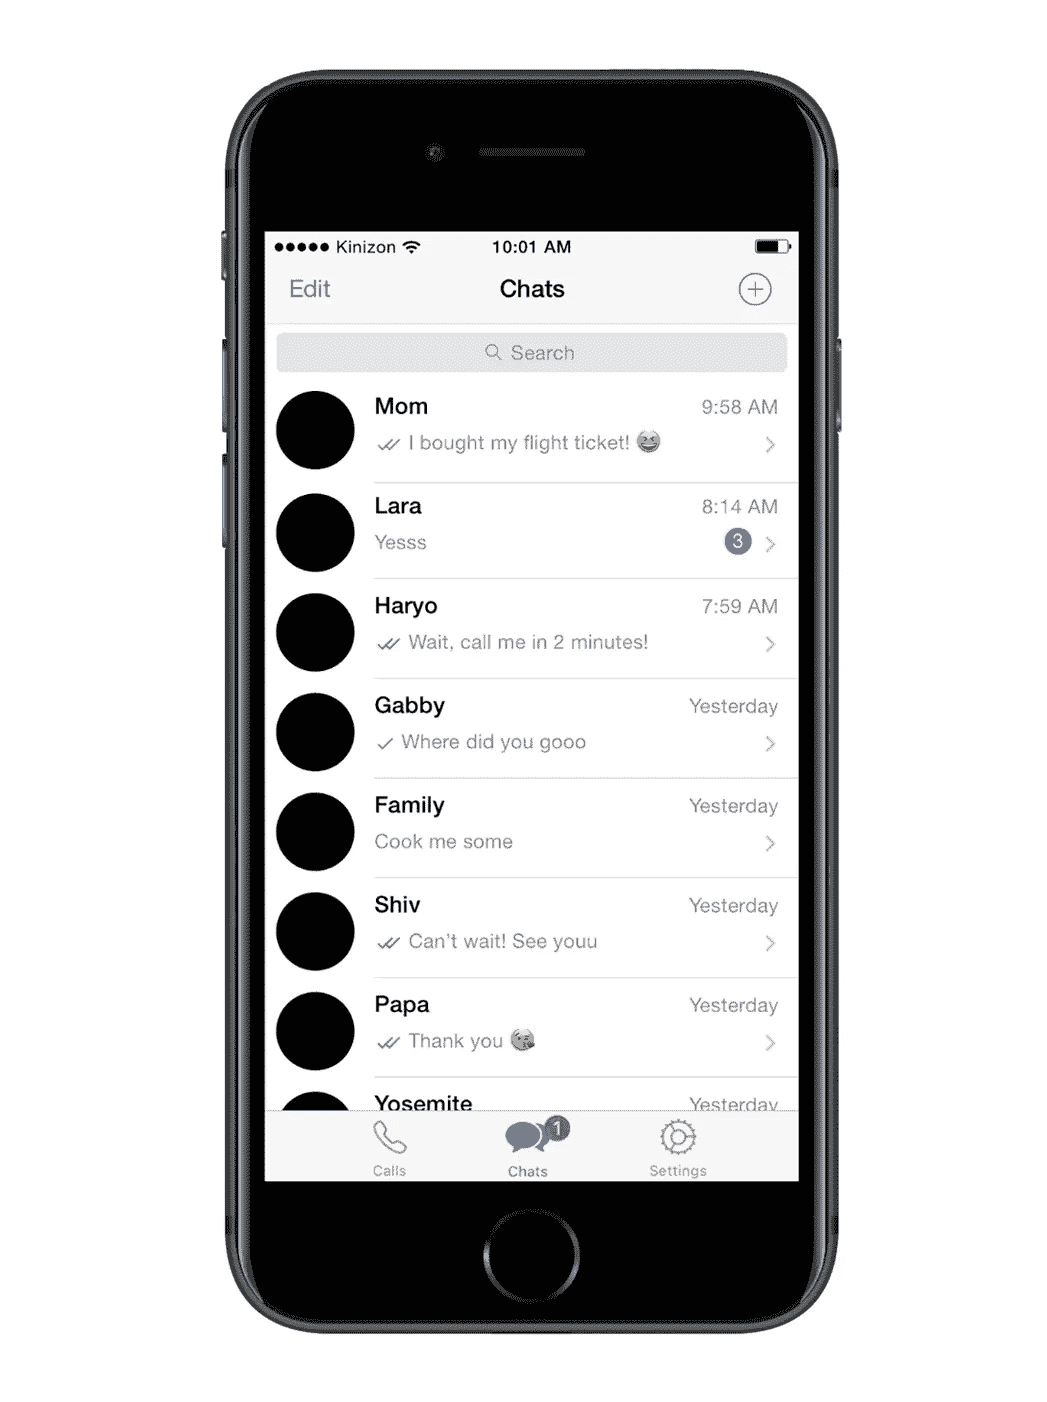 Kinizon 10:01 AM
Edit Chats
Search
Mom 9:58 AM
I bought my flight ticket! 😆
Lara 8:14 AM
Yesss 3
Haryo 7:59 AM
Wait, call me in 2 minutes!
Gabby Yesterday
Where did you gooo
Family Yesterday
Cook me some
Shiv Yesterday
Can't wait! See youu
Papa Yesterday
Thank you 😘
Yosemite Yesterday
1
Calls Chats Settings